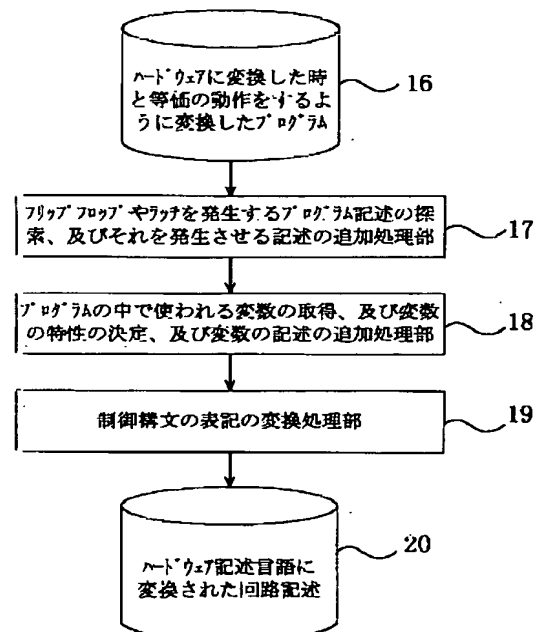 ハードウェアに変換した時
と等価の動作をするよ
うに変換したプログラム
16
フリップフロップやラッチを発生するプログラム記述の探
索、及びそれを発生させる記述の追加処理部
17
プログラムの中で使われる変数の取得、及び変数
の特性の決定、及び変数の記述の追加処理部
18
制御構文の表記の変換処理部
19
ハードウェア記述言語に
変換された回路記述
20